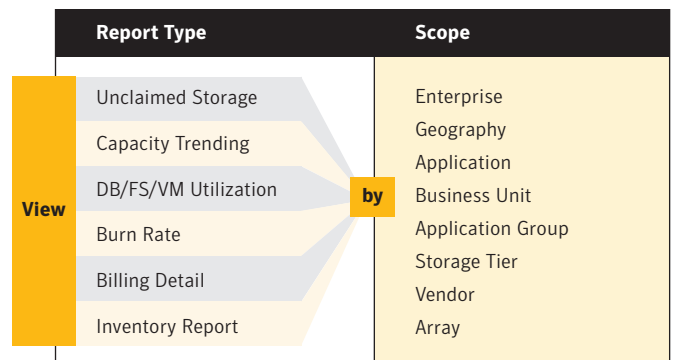 Report Type
Scope
View
Unclaimed Storage
Capacity Trending
DB/FS/VM Utilization
Burn Rate
Billing Detail
Inventory Report
by
Enterprise
Geography
Application
Business Unit
Application Group
Storage Tier
Vendor
Array